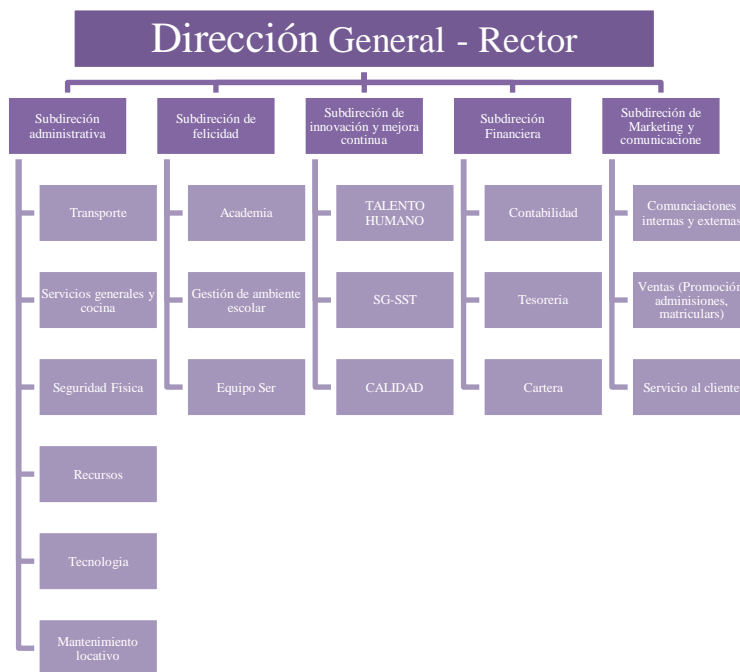 Dirección General - Rector
Subdireción
administrativa
Subdireción de
felicidad
Subdireción de
innovación y mejora
continua
Subdireción
Financiera
Subdireción de
Marketing y
comunicacione
Transporte
Servicios generales y
cocina
Seguridad Fisica
Recursos
Tecnologia
Mantenimiento
locativo
Academia
Gestión de ambiente
escolar
Equipo Ser
TALENTO
HUMANO
SG-SST
CALIDAD
Contabilidad
Tesoreria
Cartera
Comunciaciones
internas y externas
Ventas (Promoción,
adminisiones,
matriculars)
Servicio al cliente